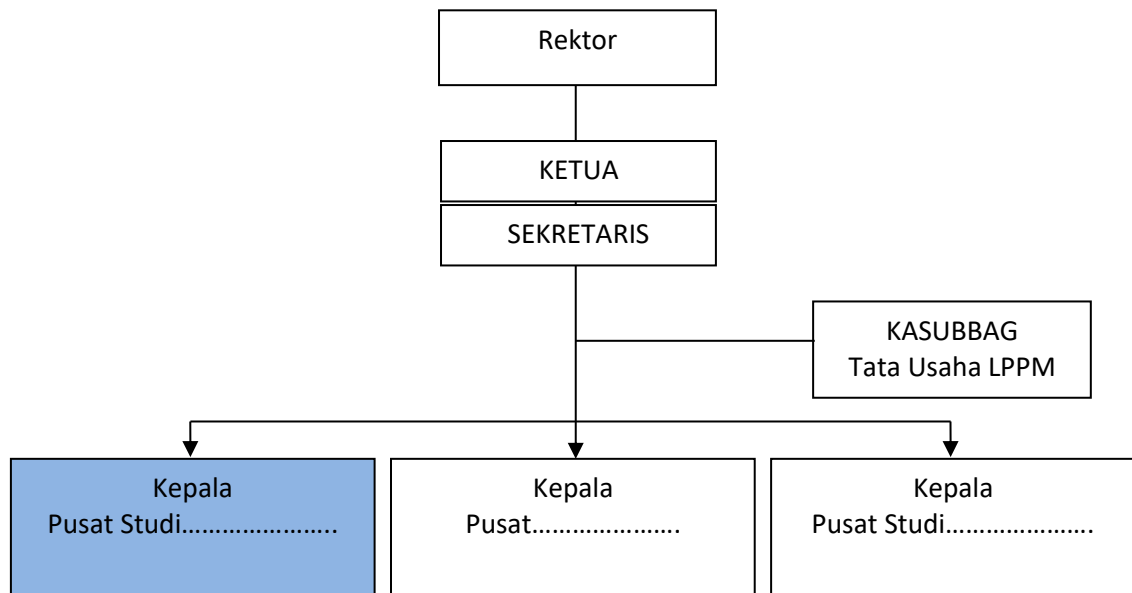 Rektor
KETUA
SEKRETARIS
KASUBBAG
Tata Usaha LPPM
Kepala
Pusat Studi…………………..
Kepala
Pusat………………….
Kepala
Pusat Studi………………….